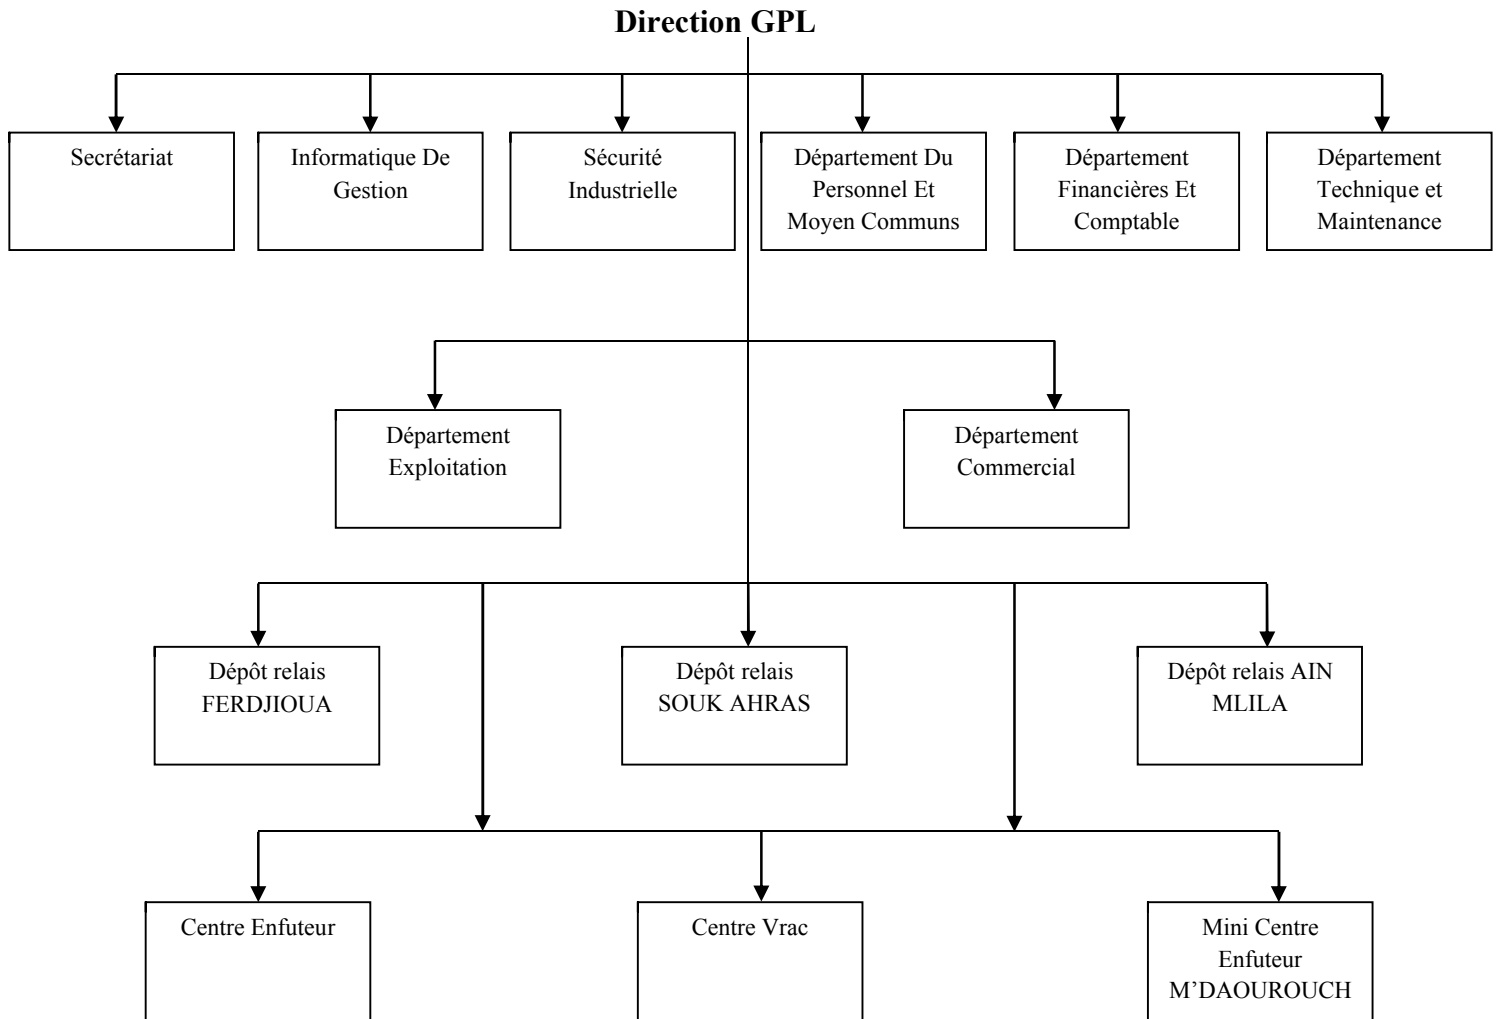 Direction GPL
Secrétariat
Informatique De
Gestion
Sécurité
Industrielle
Département Du
Personnel Et
Moyen Communs
Département
Financières Et
Comptable
Département
Technique et
Maintenance
Département
Exploitation
Département
Commercial
Dépôt relais
FERDJIOUA
Dépôt relais
SOUK AHRAS
Dépôt relais AIN
MLILA
Centre Enfuteur
Centre Vrac
Mini Centre
Enfuteur
M’DAOUROUCH